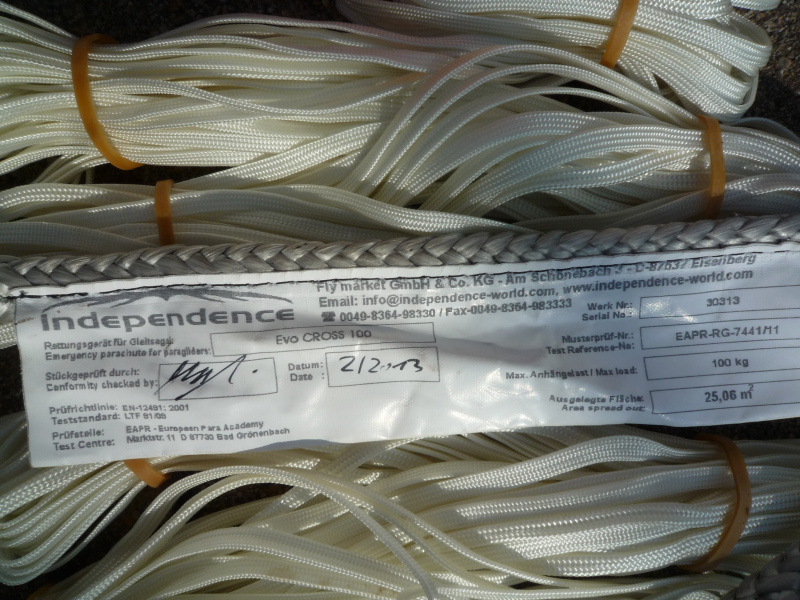 Fly market GmbH & Co. KG - Am Schönebach 3 - D-87637 Eisenberg
Email: info@independence-world.com, www.independence-world.com
☎ 0049-8364-98330 / Fax-0049-8364-983333
Independence
Rettungsgerät für Gleitsegel:
Emergency parachute for paragliders:
Evo CROSS 100
Stückgeprüft durch:
Conformity checked by:
Datum:
Date :
Prüfrichtlinie: EN-12491: 2001
Teststandard: LTF 91/09
Prüfstelle: EAPR - European Para Academy
Test Centre: Marktstr. 11 D 87730 Bad Grönenbach
Werk Nr:
Serial No:
30313
Musterprüf-Nr.:
Test Reference-No:
EAPR-RG-7441/11
Max. Anhängelast / Max load:
100 kg
Ausgelegte Fläche:
Area spread out:
25,06 m²